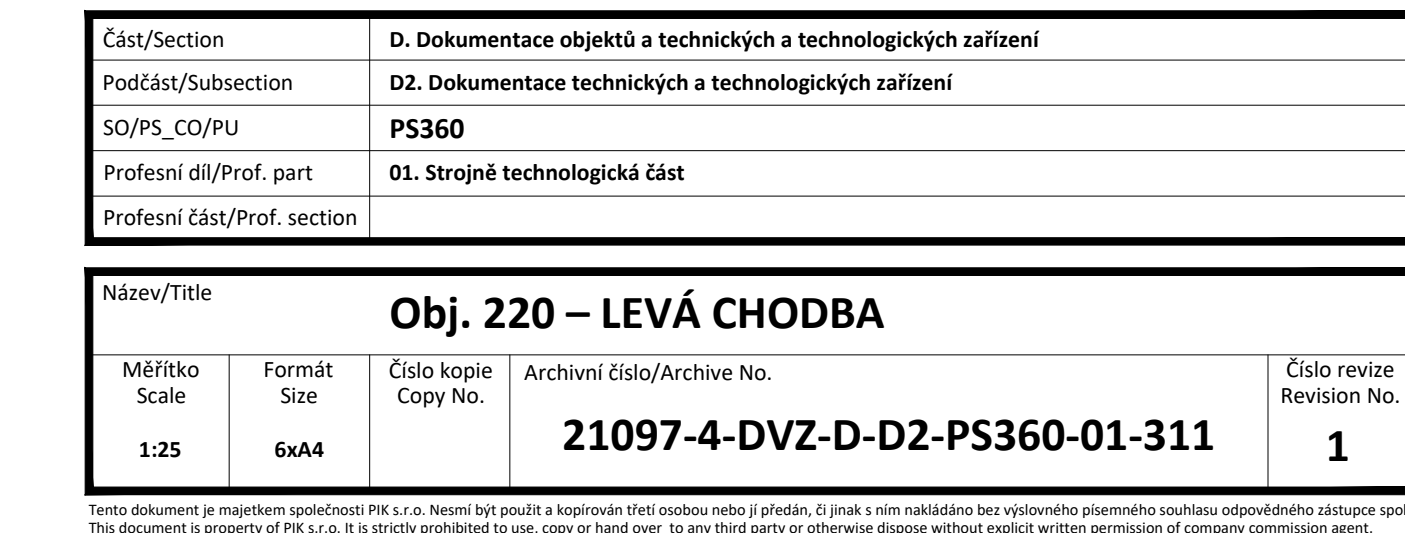 Část/Section D. Dokumentace objektů a technických a technologických zařízení
Podčást/Subsection D2. Dokumentace technických a technologických zařízení
SO/PS_CO/PU PS360
Profesní díl/Prof. part 01. Strojně technologická část
Profesní část/Prof. section
Název/Title Obj. 220 – LEVÁ CHODBA
Měřítko Formát Číslo kopie Archivní číslo/Archive No. Číslo revize
Scale Size Copy No. Revision No.
1:25 6xA4 21097-4-DVZ-D-D2-PS360-01-311 1
Tento dokument je majetkem společnosti PIK s.r.o. Nesmí být použit a kopírován třetí osobou nebo jí předán, či jinak s ním nakládáno bez výslovného písemného souhlasu odpovědného zástupce
This document is property of PIK s.r.o. It is strictly prohibited to use, copy or hand over to any third party or otherwise dispose without explicit written permission of company commission agent.